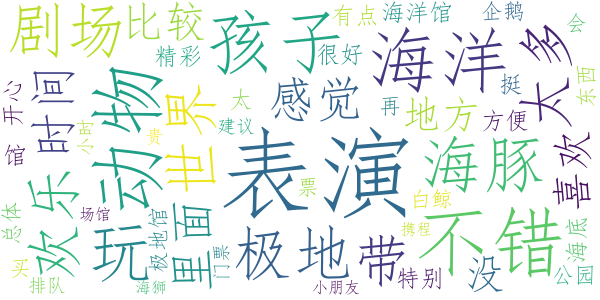 剧场
比较
孩子
有点
海洋馆
企鹅
会
精彩
很好
海洋
太多
东西
开心
时间
动物
世界
感觉
太
再
地方
挺
方便
馆
小时
贵
建议
表演
海豚
喜欢
欢乐
总体
场馆
玩
里面
极地馆
票
白鲸
不错
海底
买
排队
海狮
门票
极地
带
特别
没
携程
小朋友
公园